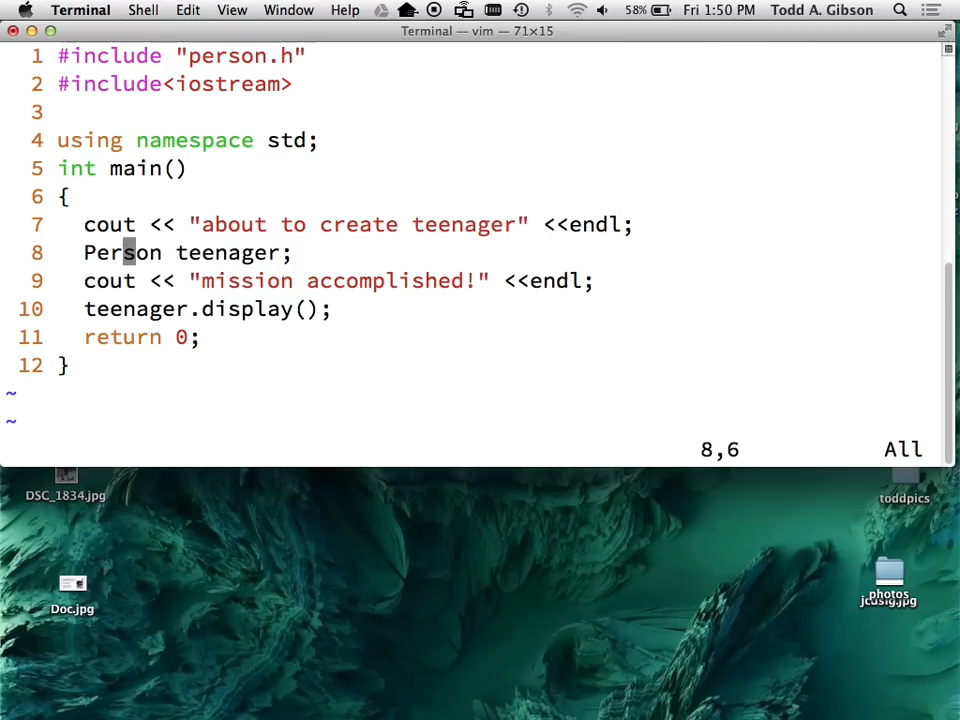 Terminal Shell Edit View Window Help 58% Fri 1:50 PM Todd A. Gibson
Terminal — vim — 71×15
1 #include "person.h"
2 #include<iostream>
3
4 using namespace std;
5 int main()
6 {
7   cout << "about to create teenager" <<endl;
8   Person teenager;
9   cout << "mission accomplished!" <<endl;
10   teenager.display();
11   return 0;
12 }
~
~
8,6 All
DSC_1834.jpg
toddpics
Doc.jpg
photos